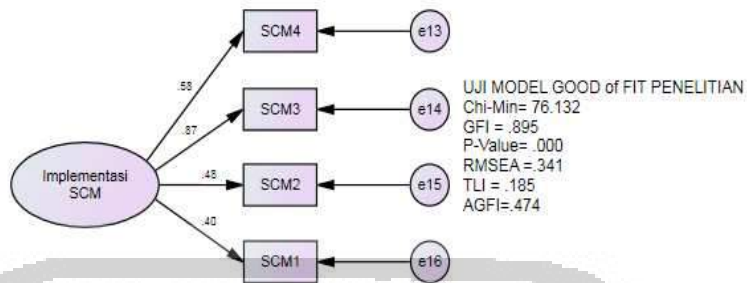 SCM4
e13
.58
UJI MODEL GOOD of FIT PENELITIAN
Chi-Min= 76.132
GFI = .895
P-Value= .000
RMSEA =.341
TLI = .185
AGFI=.474
SCM3
e14
.87
Implementasi
SCM
.48
SCM2
e15
.40
SCM1
e16